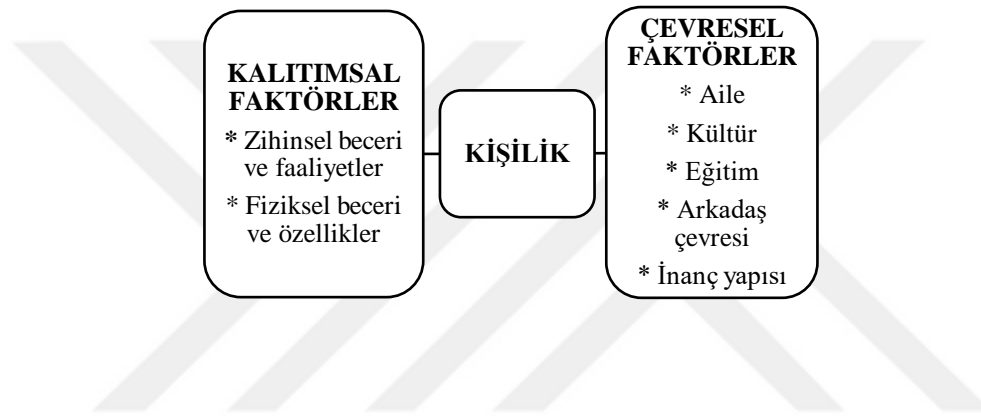 KALITIMSAL
FAKTÖRLER
* Zihinsel beceri
ve faaliyetler
* Fiziksel beceri
ve özellikler
KİŞİLİK
ÇEVRESEL
FAKTÖRLER
* Aile
* Kültür
* Eğitim
* Arkadaş
çevresi
* İnanç yapısı